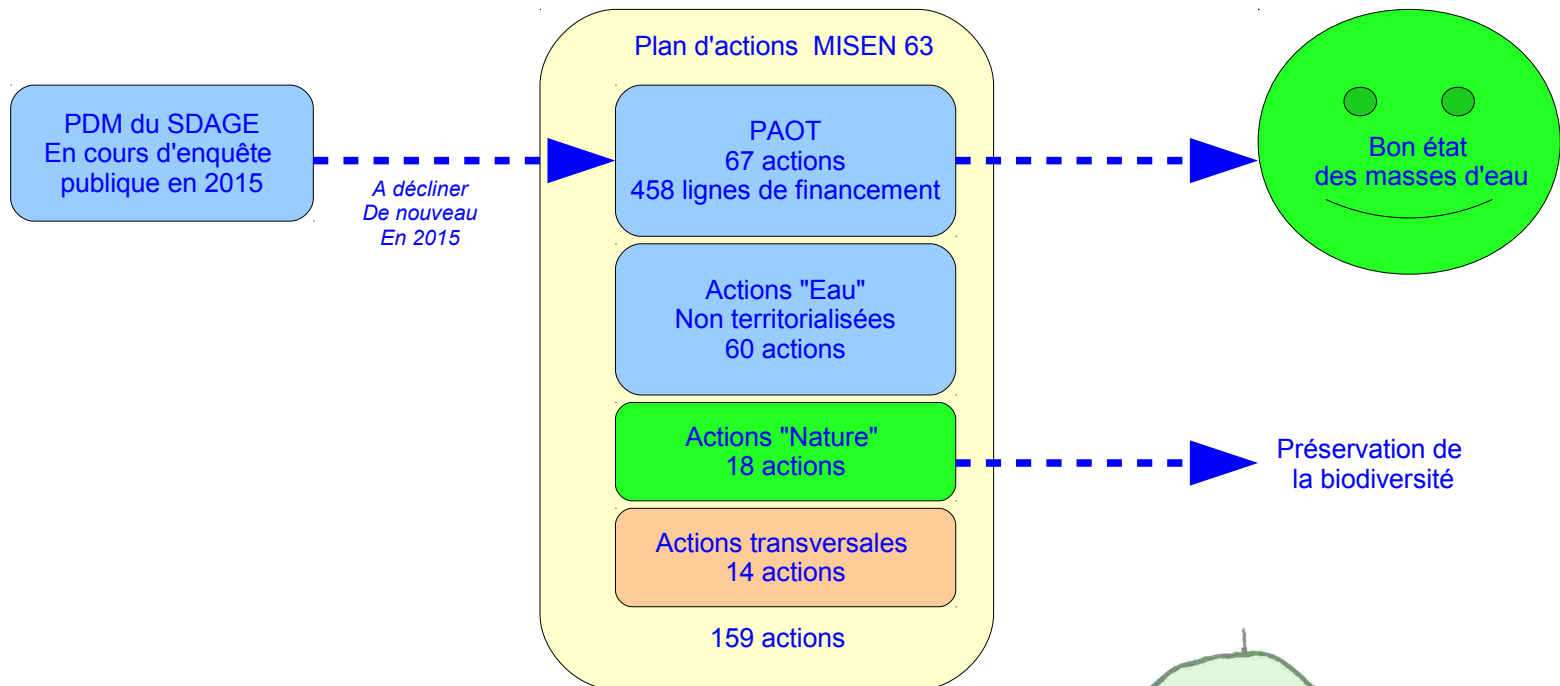 Plan d'actions MISEN 63
PDM du SDAGE
En cours d'enquête
publique en 2015
A décliner
De nouveau
En 2015
PAOT
67 actions
458 lignes de financement
Bon état
des masses d'eau
Actions "Eau"
Non territorialisées
60 actions
Actions "Nature"
18 actions
Préservation de
la biodiversité
Actions transversales
14 actions
159 actions